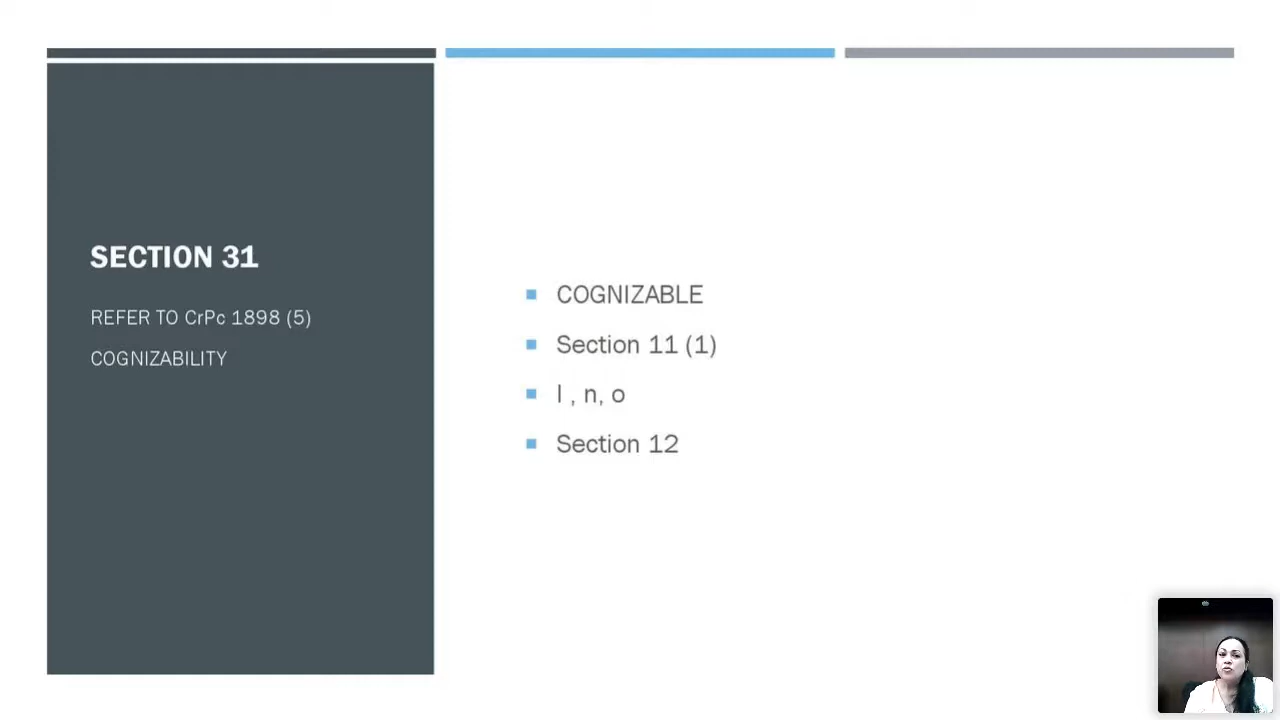 SECTION 31
REFER TO CrPc 1898 (5)
COGNIZABILITY
COGNIZABLE
Section 11 (1)
l , n, o
Section 12